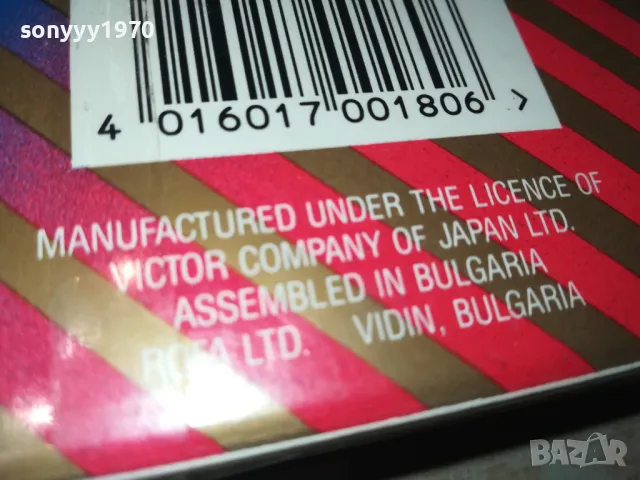 sonyyy1970
4 016017 001806 >
MANUFACTURED UNDER THE LICENCE OF
VICTOR COMPANY OF JAPAN LTD.
ASSEMBLED IN BULGARIA
LTD. VIDIN, BULGARIA
BAZAR